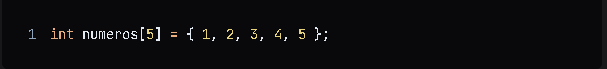 1 int numeros[5] = { 1, 2, 3, 4, 5 };